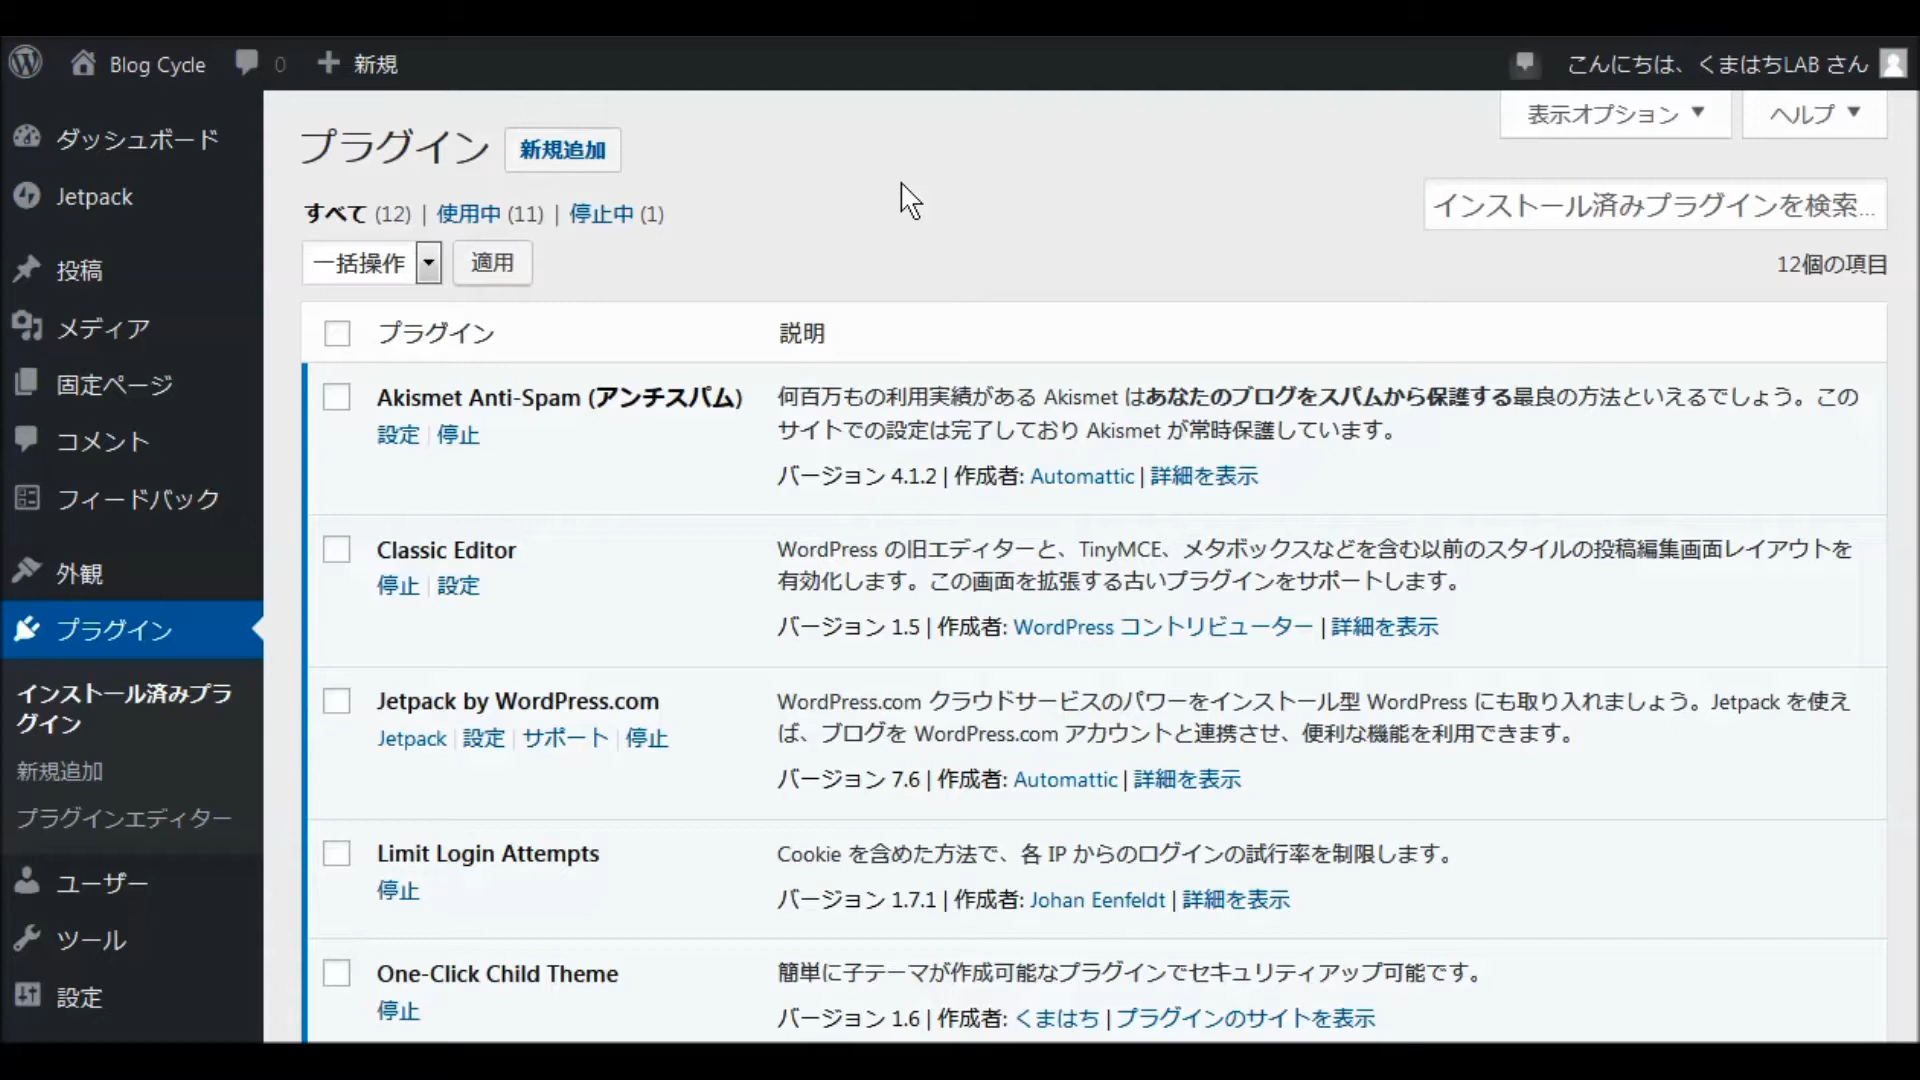 Blog Cycle 0 新規 こんにちは、くまはちLAB さん
表示オプション ヘルプ
ダッシュボード
Jetpack
投稿
メディア
固定ページ
コメント
フィードバック
外観
プラグイン
インストール済みプラ
グイン
新規追加
プラグインエディター
ユーザー
ツール
設定
プラグイン 新規追加
すべて (12) | 使用中 (11) | 停止中 (1)
インストール済みプラグインを検索...
一括操作 適用
12個の項目
プラグイン 説明
Akismet Anti-Spam (アンチスパム)
設定 | 停止
何百万もの利用実績がある Akismet はあなたのブログをスパムから保護する最良の方法といえるでしょう。この
サイトでの設定は完了しており Akismet が常時保護しています。
バージョン 4.1.2 | 作成者: Automattic | 詳細を表示
Classic Editor
停止 | 設定
WordPress の旧エディターと、TinyMCE、メタボックスなどを含む以前のスタイルの投稿編集画面レイアウトを
有効化します。この画面を拡張する古いプラグインをサポートします。
バージョン 1.5 | 作成者: WordPress コントリビューター | 詳細を表示
Jetpack by WordPress.com
Jetpack | 設定 | サポート | 停止
WordPress.com クラウドサービスのパワーをインストール型 WordPress にも取り入れましょう。Jetpack を使え
ば、ブログを WordPress.com アカウントと連携させ、便利な機能を利用できます。
バージョン 7.6 | 作成者: Automattic | 詳細を表示
Limit Login Attempts
停止
Cookie を含めた方法で、各 IP からのログインの試行率を制限します。
バージョン 1.7.1 | 作成者: Johan Eenfeldt | 詳細を表示
One-Click Child Theme
停止
簡単に子テーマが作成可能なプラグインでセキュリティアップ可能です。
バージョン 1.6 | 作成者: くまはち | プラグインのサイトを表示